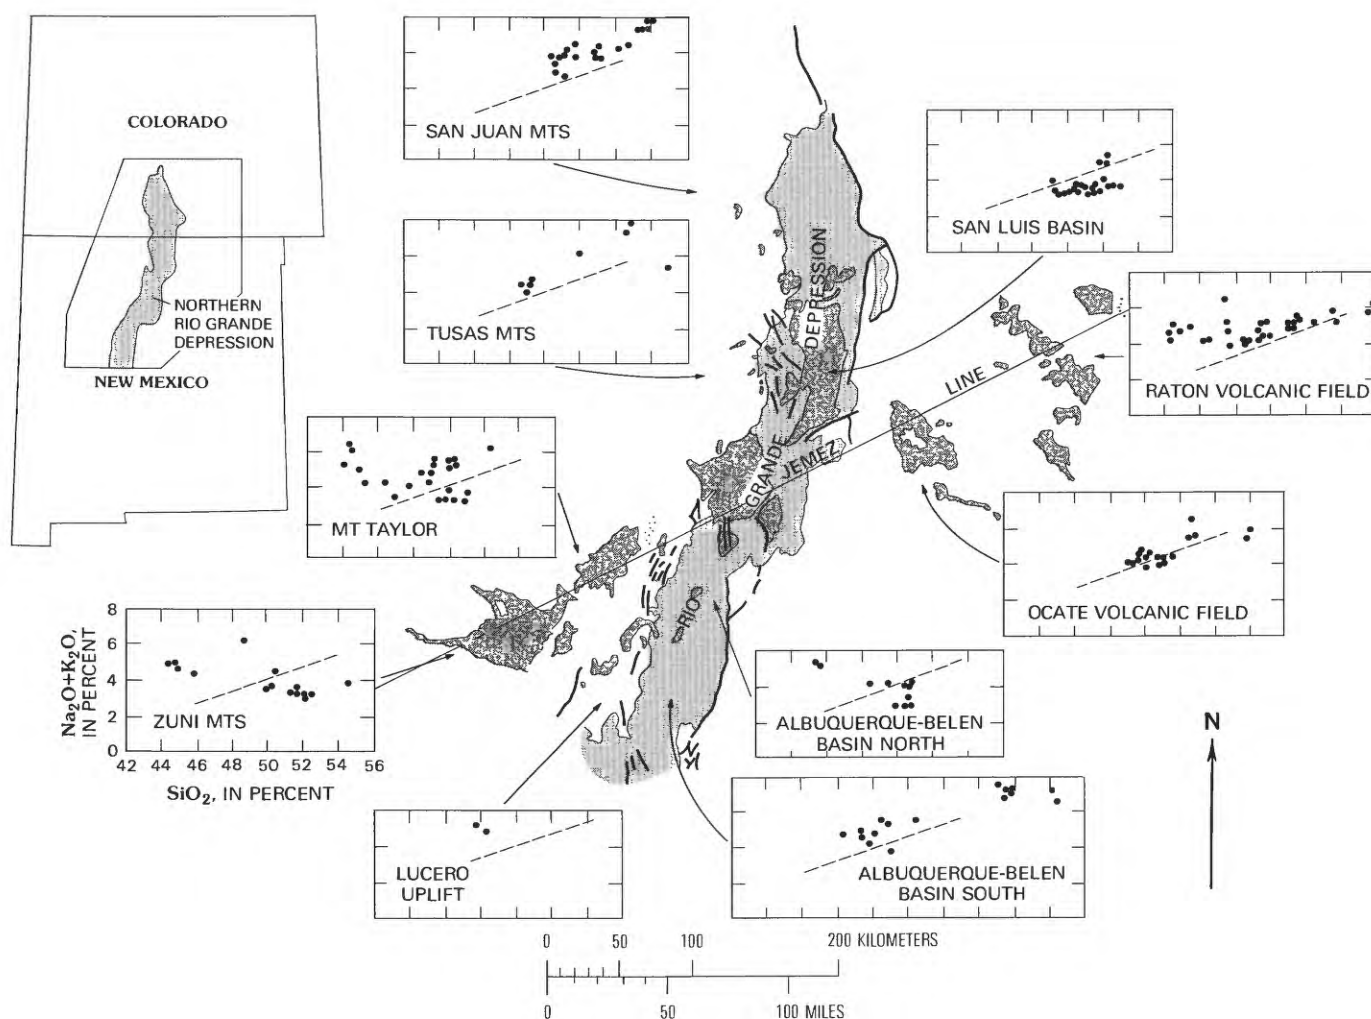 COLORADO
NORTHERN
RIO GRANDE
DEPRESSION
NEW MEXICO
SAN JUAN MTS
TUSAS MTS
MT TAYLOR
SAN LUIS BASIN
RATON VOLCANIC FIELD
OCATE VOLCANIC FIELD
DEPRESSION
GRANDE
RIO
JEMEZ
LINE
Na₂O+K₂O,
IN PERCENT
8
6
4
2
0
ZUNI MTS
42 44 46 48 50 52 54 56
SiO₂, IN PERCENT
LUCERO
UPLIFT
ALBUQUERQUE-BELEN
BASIN NORTH
ALBUQUERQUE-BELEN
BASIN SOUTH
N
0 50 100 200 KILOMETERS
0 50 100 MILES